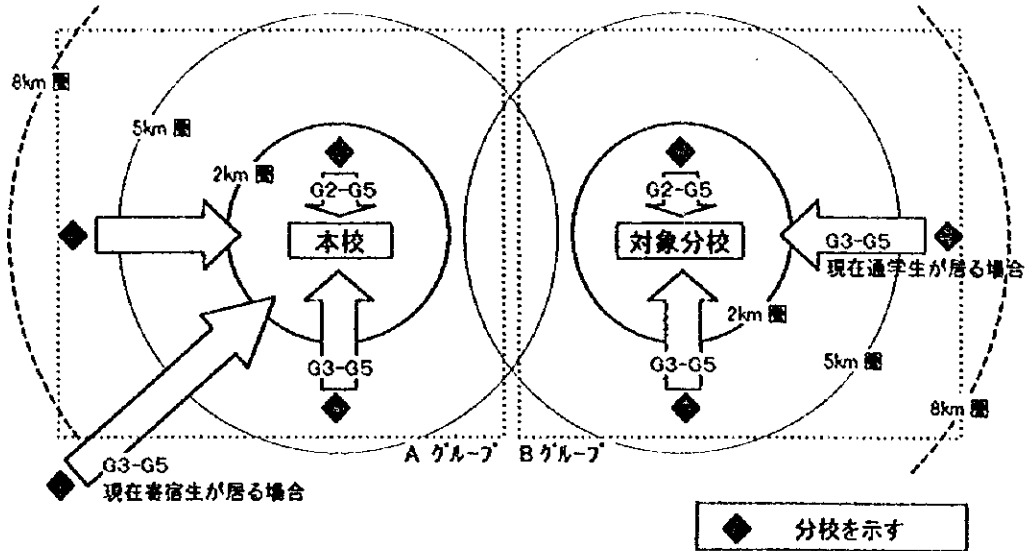 8km 圏
5km 圏
2km 圏
G2-G5
本校
G3-G5
G3-G5
現在寄宿生が居る場合
A グループ
B グループ
G2-G5
対象分校
G3-G5
現在通学生が居る場合
2km 圏
G3-G5
5km 圏
8km 圏
分校を示す